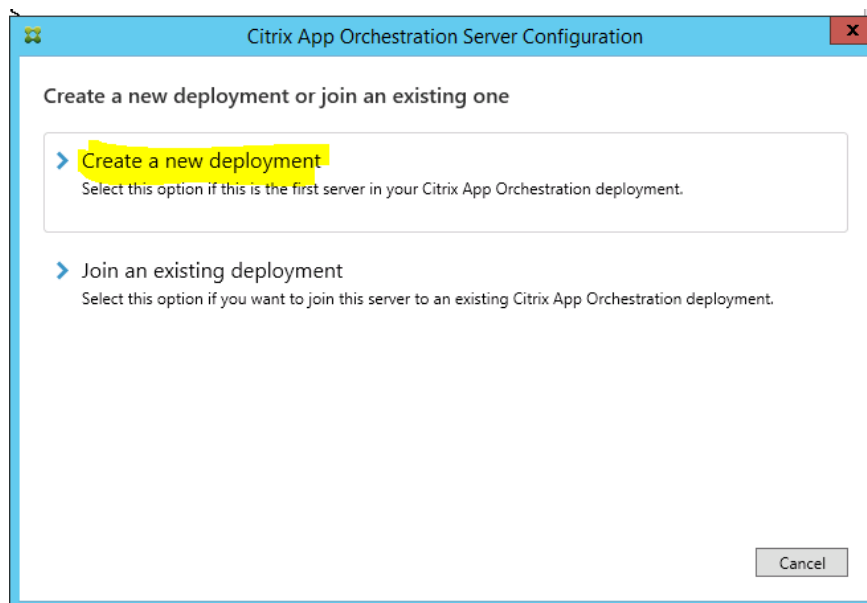 Citrix App Orchestration Server Configuration
x
Create a new deployment or join an existing one
Create a new deployment
Select this option if this is the first server in your Citrix App Orchestration deployment.
Join an existing deployment
Select this option if you want to join this server to an existing Citrix App Orchestration deployment.
Cancel